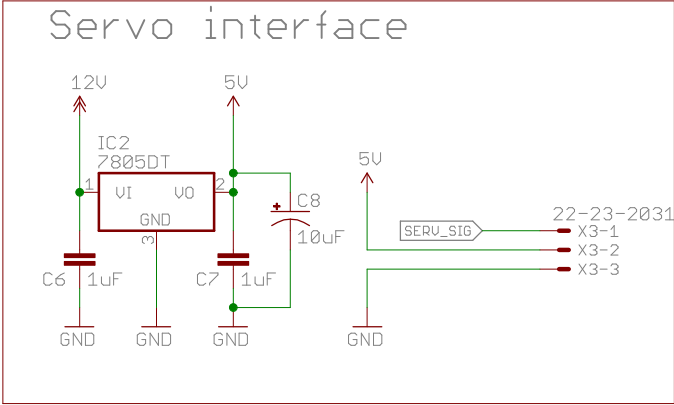 Servo interface
12V
5V
IC2
7805DT
1
VI
VO
2
GND
3
C8
10uF
C6
1uF
C7
1uF
GND
GND
GND
5V
SERV_SIG
22-23-2031
X3-1
X3-2
X3-3
GND